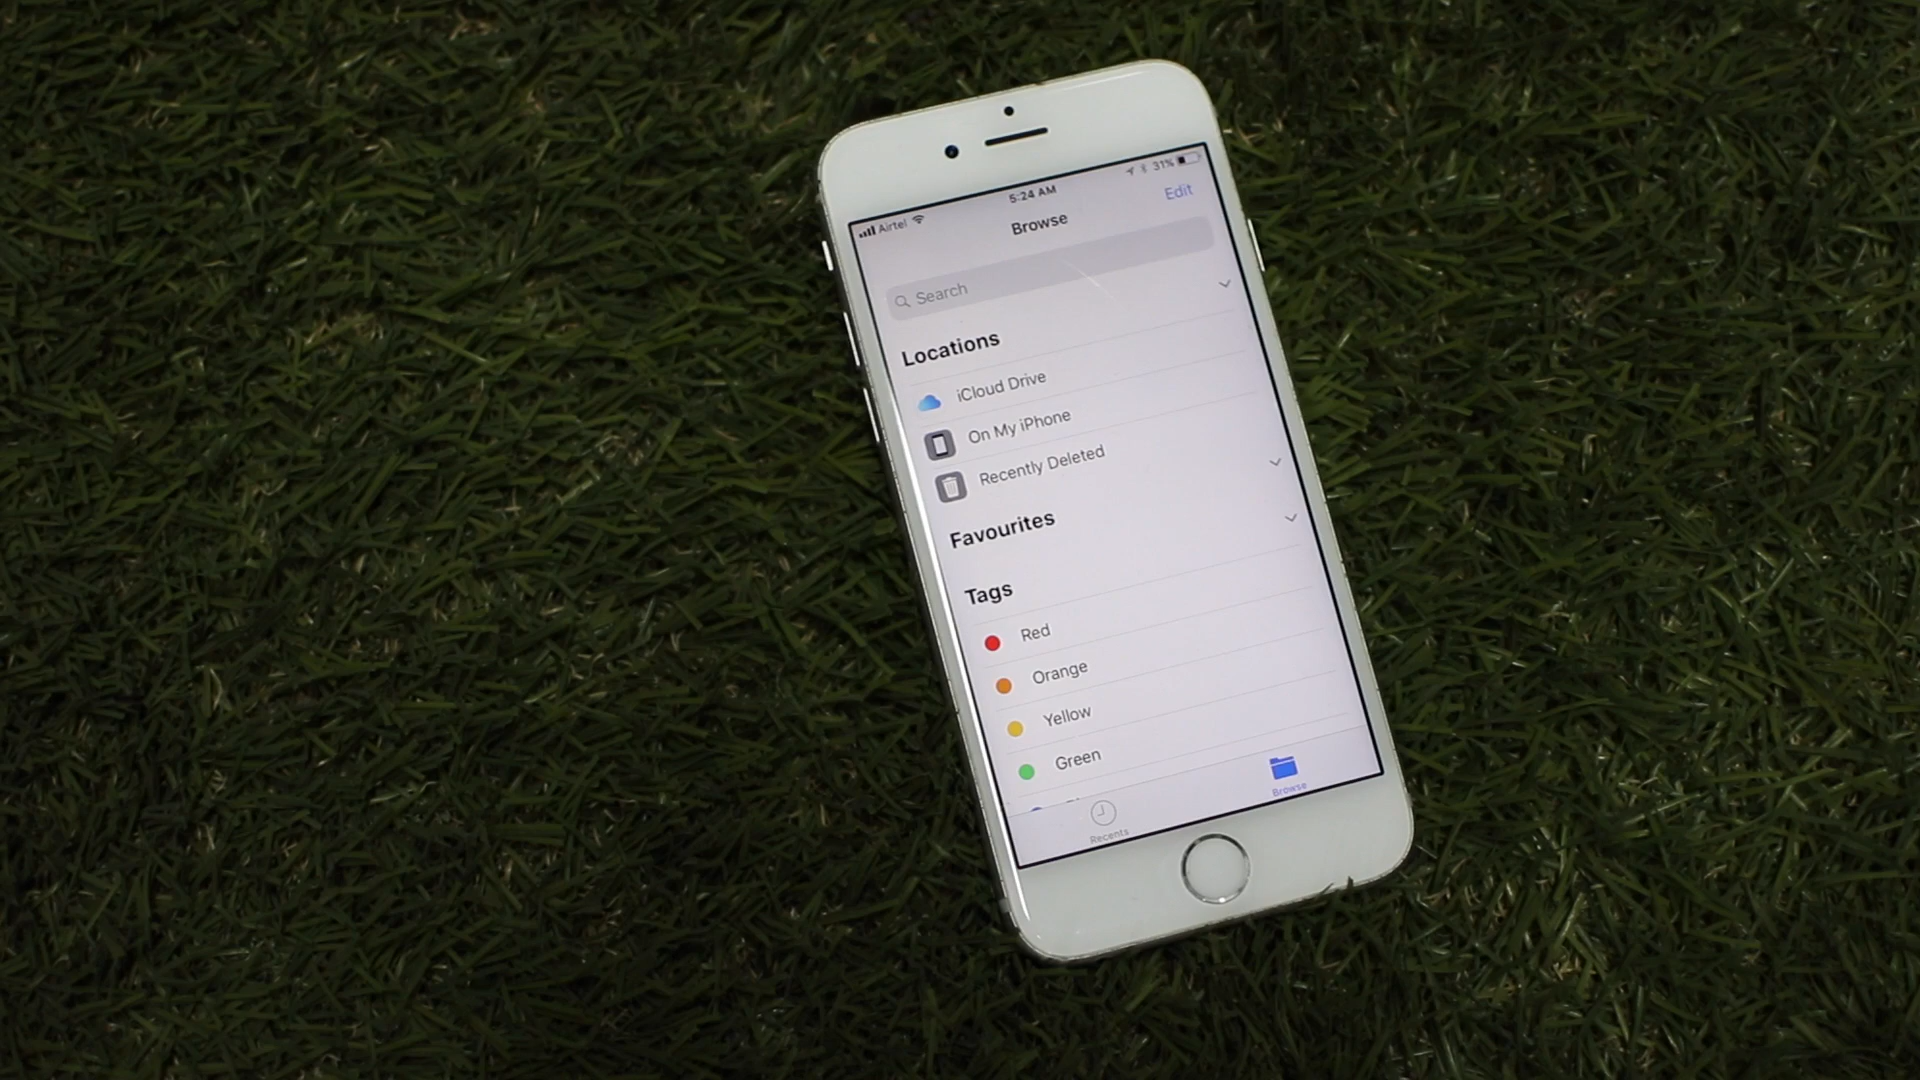 Airtel 5:24 AM 31%
Browse Edit
Search
Locations
iCloud Drive
On My iPhone
Recently Deleted
Favourites
Tags
Red
Orange
Yellow
Green
Recents Browse